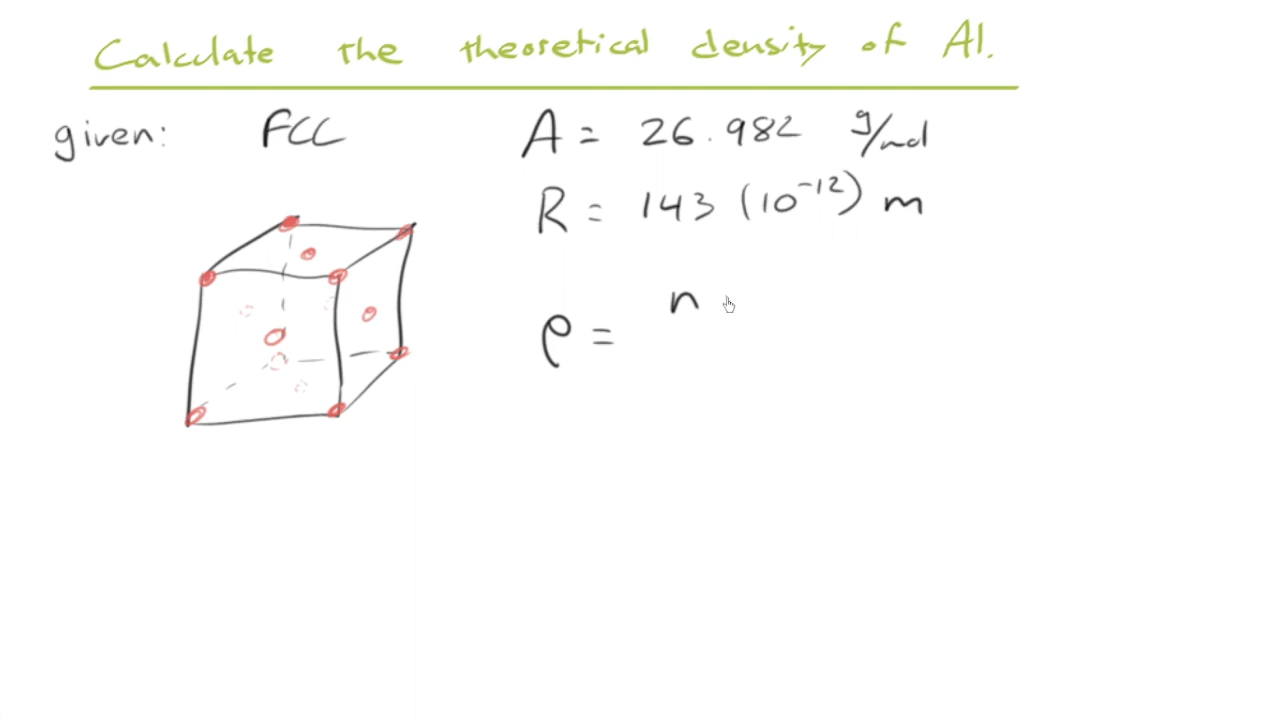 Calculate the theoretical density of Al.
given: FCC A = 26.982 g/mol
R = 143 (10⁻¹²) m
n
ρ =